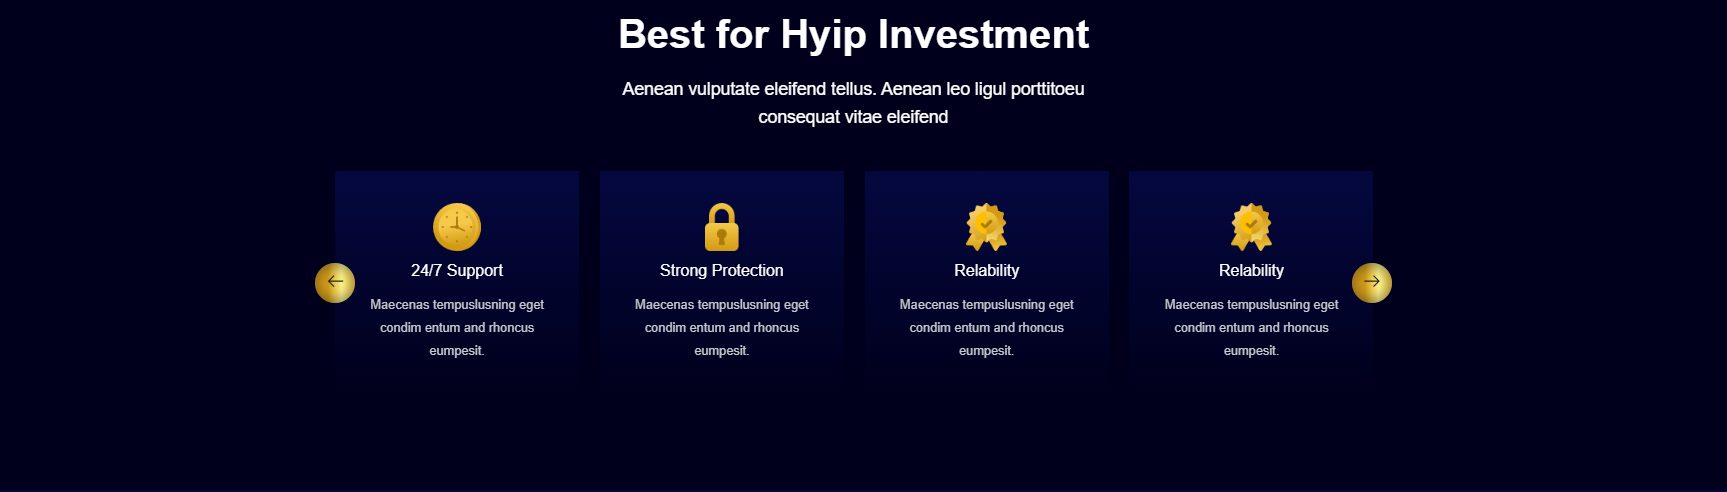 Best for Hyip Investment
Aenean vulputate eleifend tellus. Aenean leo ligul porttitoeu
consequat vitae eleifend
24/7 Support
Maecenas tempuslusning eget
condim entum and rhoncus
eumpesit.
Strong Protection
Maecenas tempuslusning eget
condim entum and rhoncus
eumpesit.
Relability
Maecenas tempuslusning eget
condim entum and rhoncus
eumpesit.
Relability
Maecenas tempuslusning eget
condim entum and rhoncus
eumpesit.